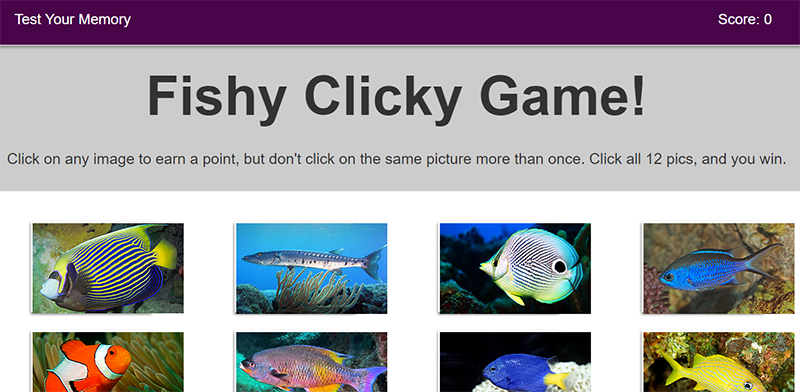 Test Your Memory
Score: 0
Fishy Clicky Game!
Click on any image to earn a point, but don't click on the same picture more than once. Click all 12 pics, and you win.